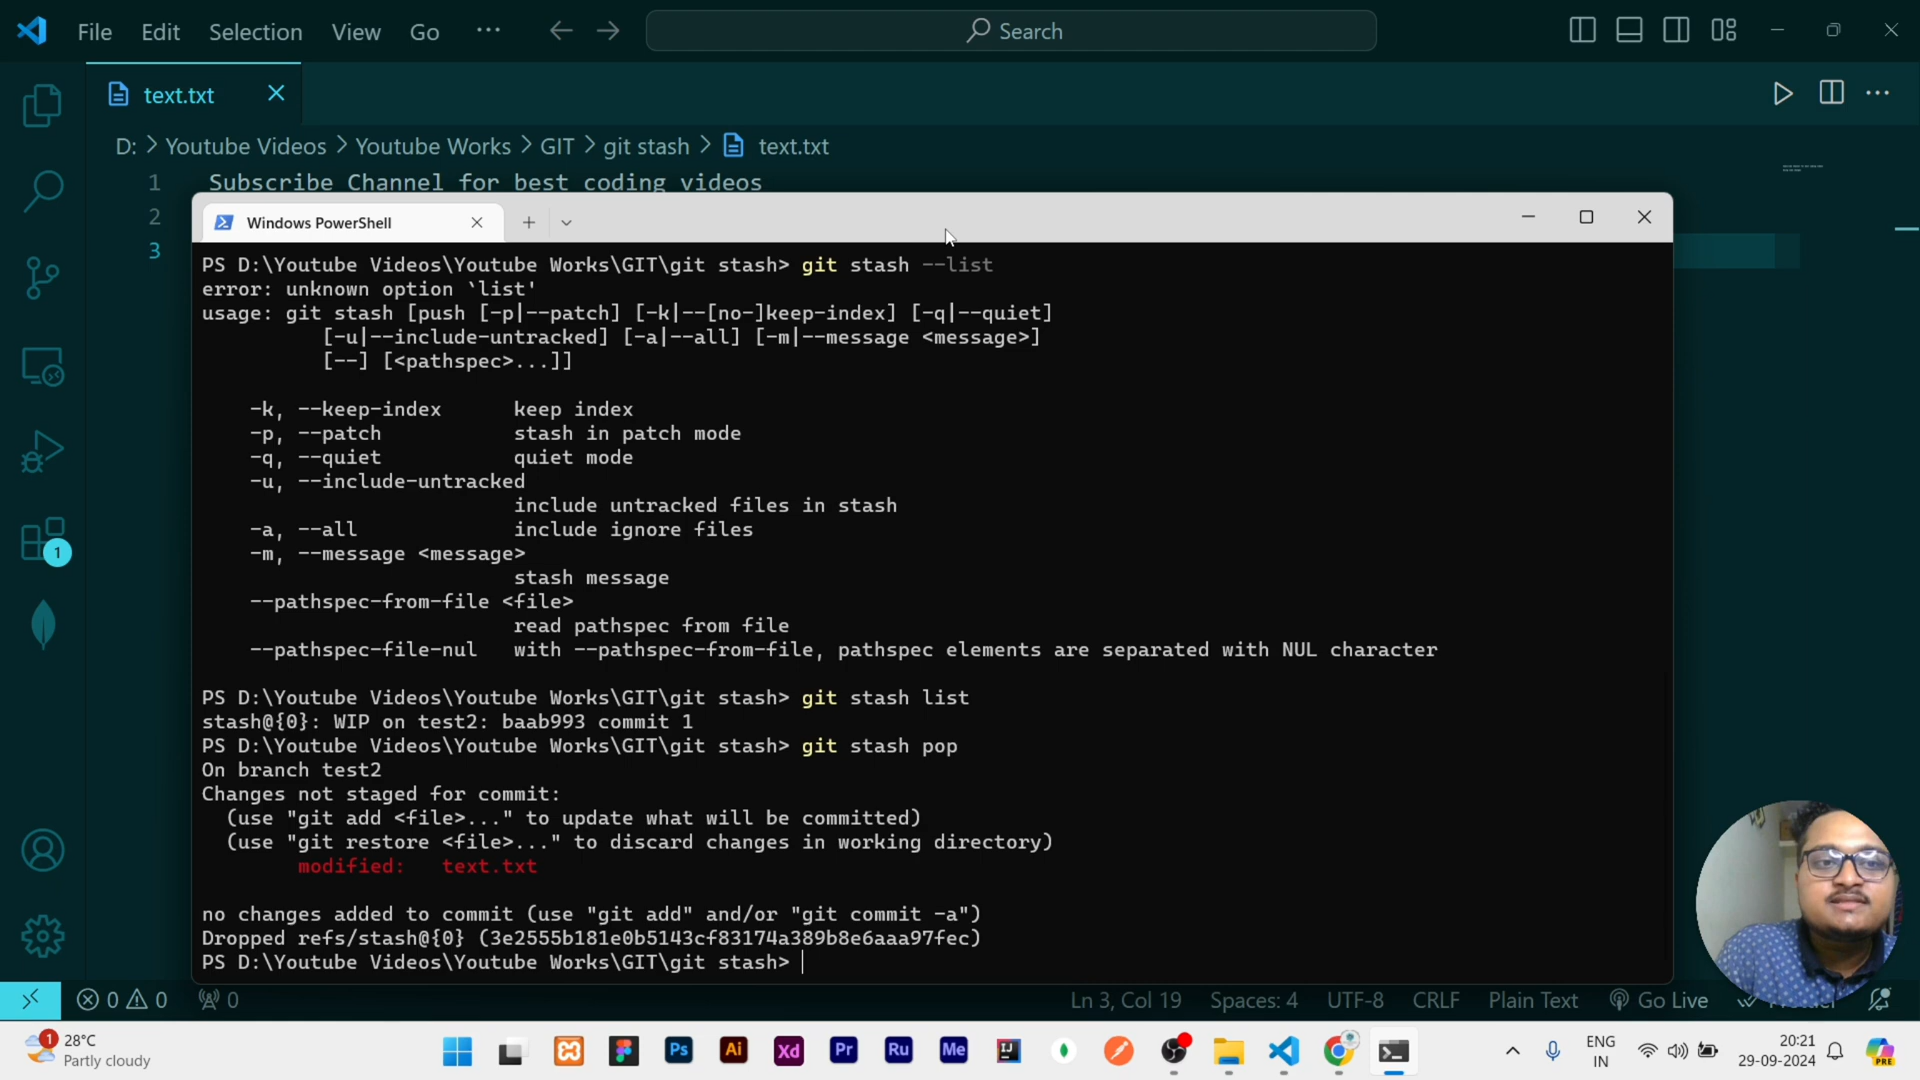 File Edit Selection View Go ··· Search
text.txt
D: > Youtube Videos > Youtube Works > GIT > git stash > text.txt
1 Subscribe Channel for best coding videos
2
3
Windows PowerShell
PS D:\Youtube Videos\Youtube Works\GIT\git stash> git stash --list
error: unknown option `list'
usage: git stash [push [-p|--patch] [-k|--[no-]keep-index] [-q|--quiet]
[-u|--include-untracked] [-a|--all] [-m|--message <message>]
[--] [<pathspec>...]]
-k, --keep-index keep index
-p, --patch stash in patch mode
-q, --quiet quiet mode
-u, --include-untracked
include untracked files in stash
-a, --all include ignore files
-m, --message <message>
stash message
--pathspec-from-file <file>
read pathspec from file
--pathspec-file-nul with --pathspec-from-file, pathspec elements are separated with NUL character
PS D:\Youtube Videos\Youtube Works\GIT\git stash> git stash list
stash@{0}: WIP on test2: baab993 commit 1
PS D:\Youtube Videos\Youtube Works\GIT\git stash> git stash pop
On branch test2
Changes not staged for commit:
(use "git add <file>..." to update what will be committed)
(use "git restore <file>..." to discard changes in working directory)
modified: text.txt
no changes added to commit (use "git add" and/or "git commit -a")
Dropped refs/stash@{0} (3e2555b181e0b5143cf83174a389b8e6aaa97fec)
PS D:\Youtube Videos\Youtube Works\GIT\git stash>
1
0 0 0 Ln 3, Col 19 Spaces: 4 UTF-8 CRLF Plain Text Go Live
1 28°C
Partly cloudy
Ps Ai Xd Pr Ru Me IJ
ENG
IN
20:21
29-09-2024
PRE